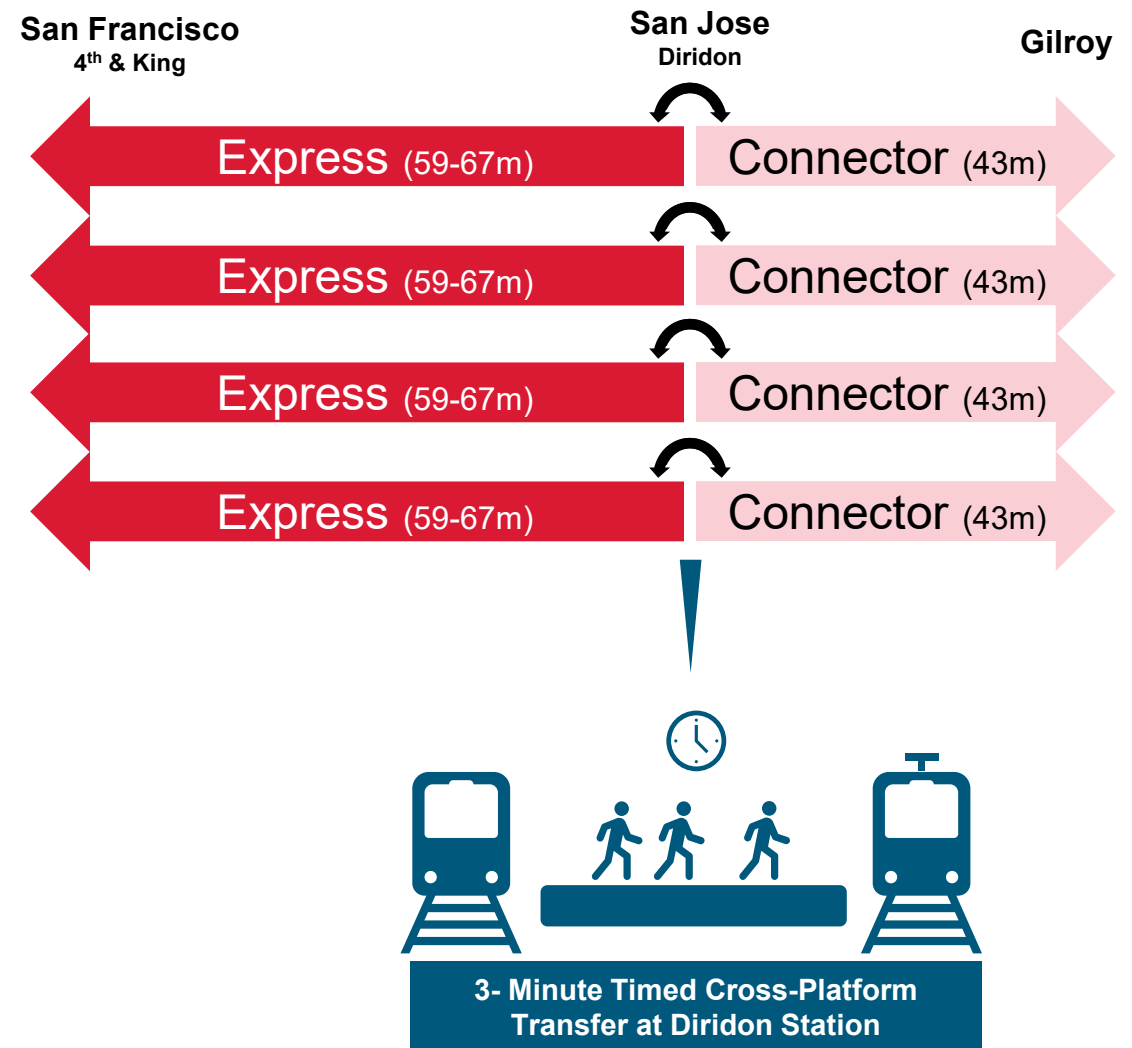 San Francisco
4th & King
San Jose
Diridon
Gilroy
Express (59-67m)
Connector (43m)
Express (59-67m)
Connector (43m)
Express (59-67m)
Connector (43m)
Express (59-67m)
Connector (43m)
3- Minute Timed Cross-Platform
Transfer at Diridon Station